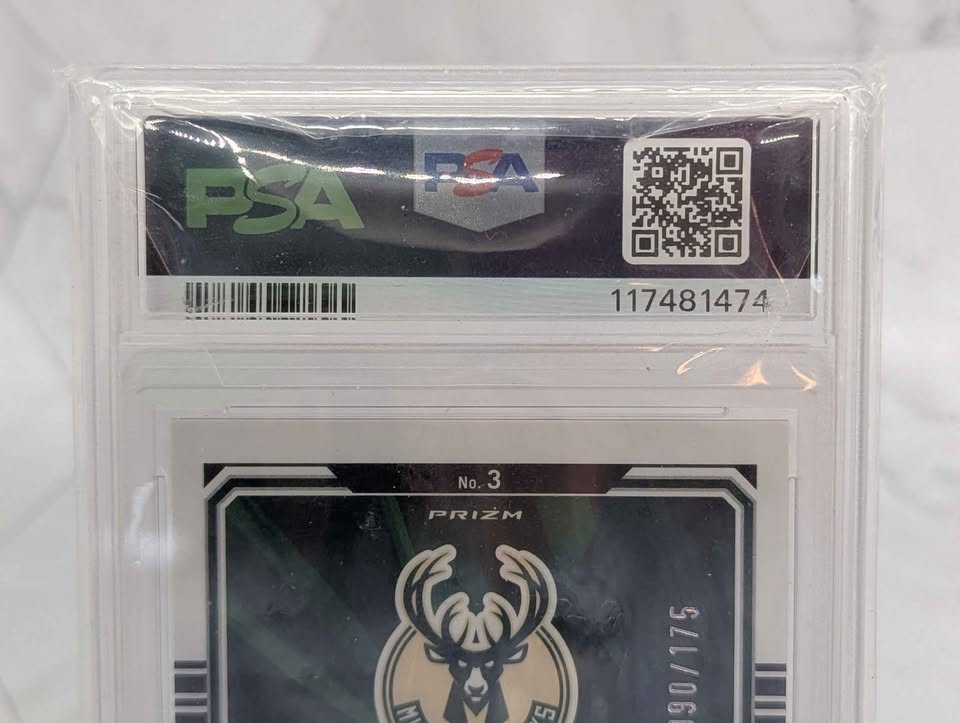 PSA
PSA
117481474
No. 3
PRIZM
090/175